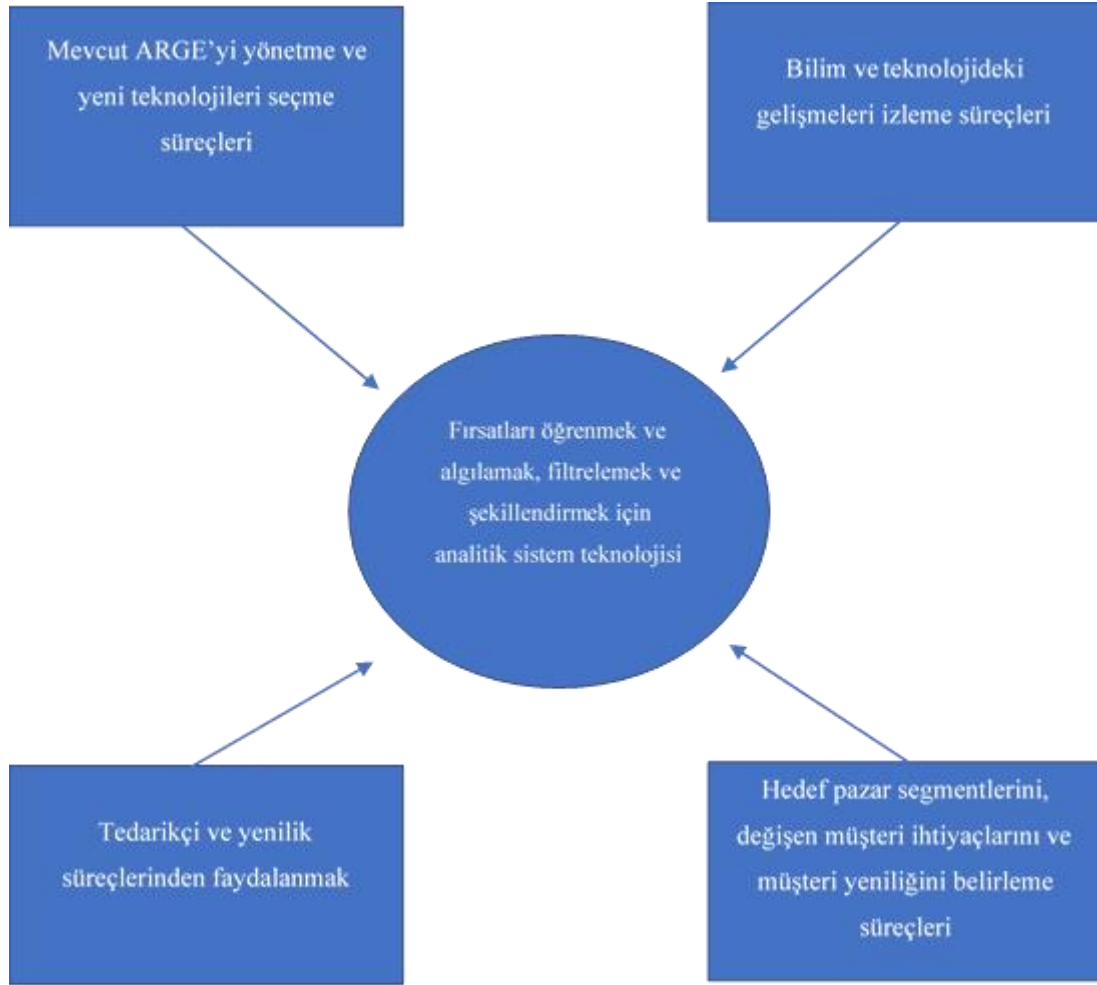 Mevcut ARGE’yi yönetme ve
yeni teknolojileri seçme
süreçleri
Bilim ve teknolojideki
gelişmeleri izleme süreçleri
Fırsatları öğrenmek ve
algılamak, filtrelemek ve
şekillendirmek için
analitik sistem teknolojisi
Tedarikçi ve yenilik
süreçlerinden faydalanmak
Hedef pazar segmentlerini,
değişen müşteri ihtiyaçlarını ve
müşteri yeniliğini belirleme
süreçleri